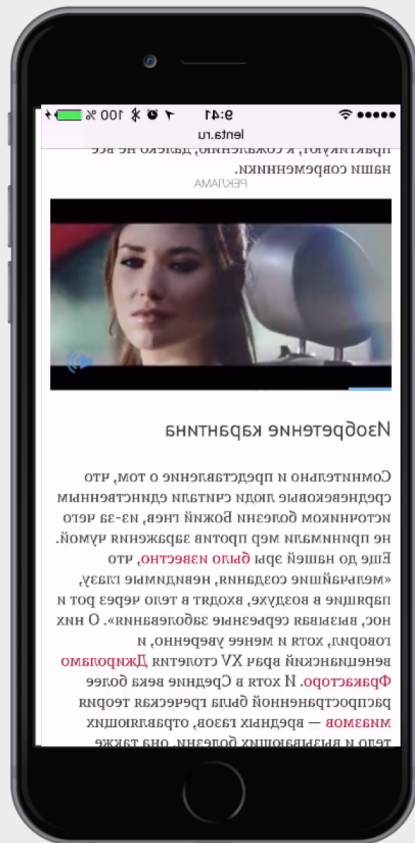 9:41
100 %
lenta.ru
практикуют, к сожалению, далеко не все
наши современники.
РЕКЛАМА
Изобретение карантина
Сомнительно и представление о том, что
средневековые люди считали единственным
источником болезни Божий гнев, из-за чего
не принимали мер против заражения чумой.
Еще до нашей эры было известно, что
«мельчайшие создания, невидимые глазу,
парящие в воздухе, входят в тело через рот и
нос, вызывая серьезные заболевания». О них
говорил, хотя и менее уверенно, и
венецианский врач XV столетия Джироламо
Фракасторо. И хотя в Средние века более
распространенной была греческая теория
миазмов — вредных газов, отравляющих
тело и вызывающих болезни, она также